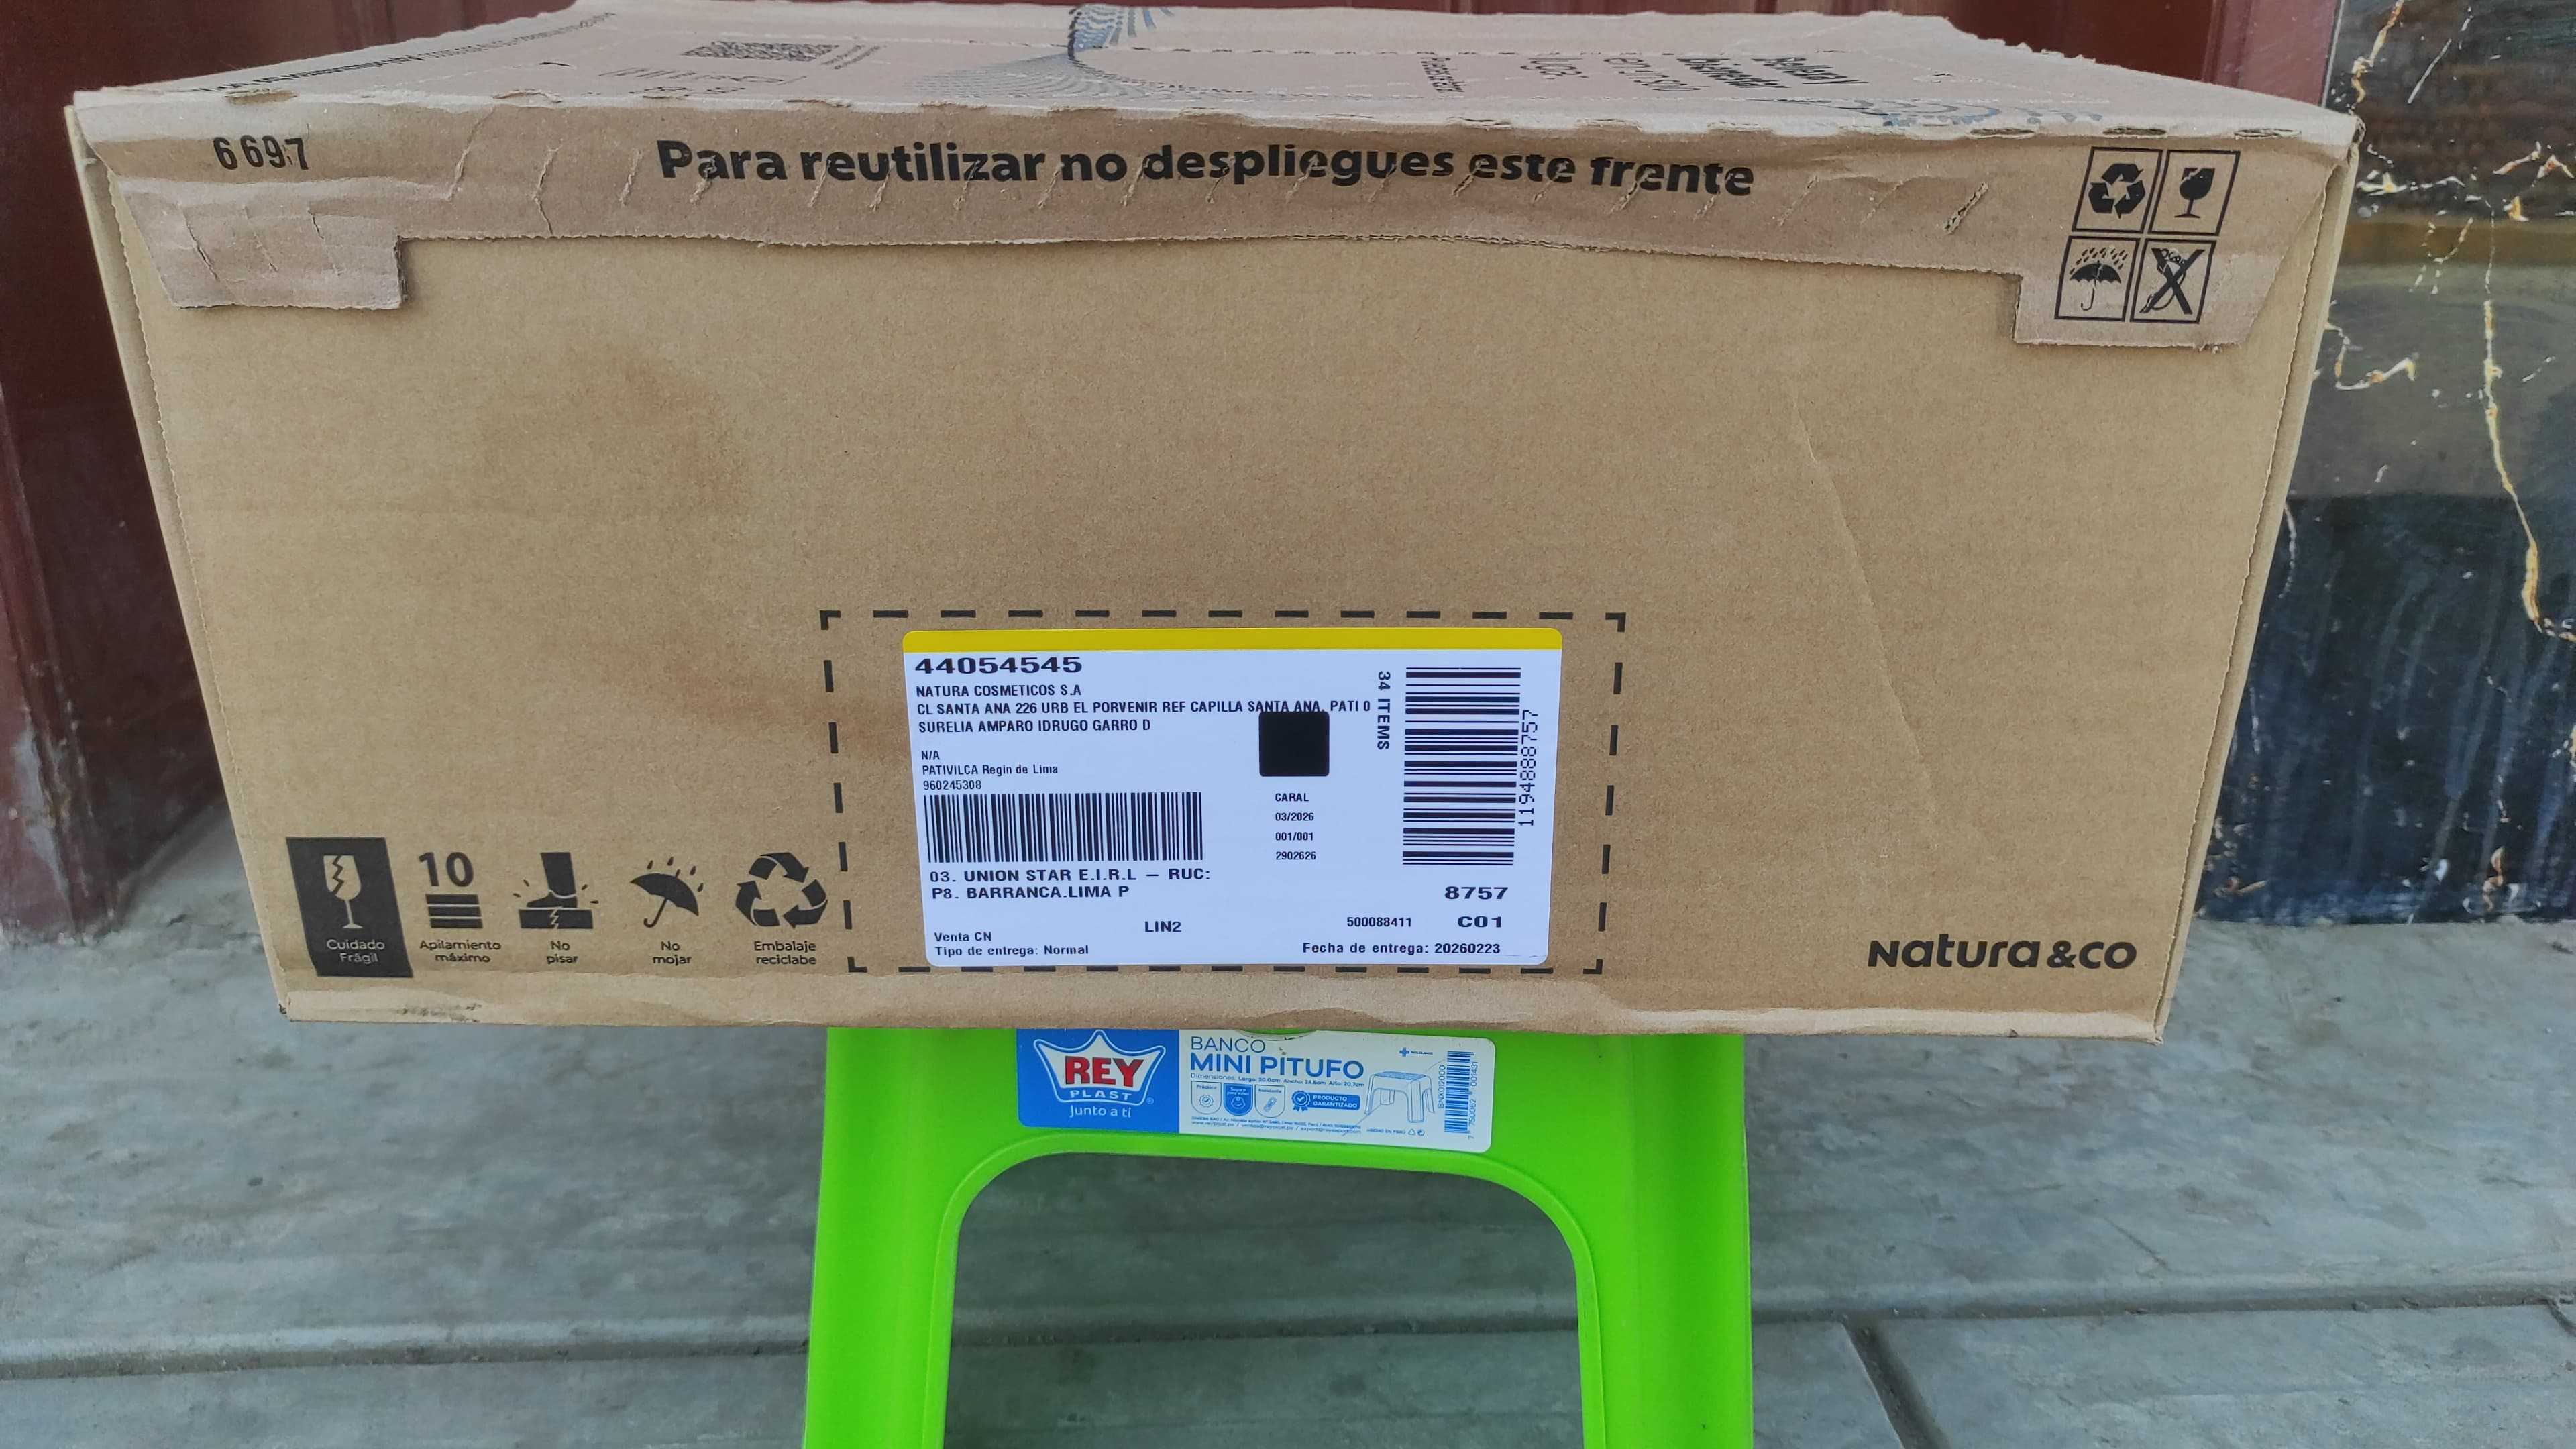 6697
Para reutilizar no despliegues este frente
44054545
NATURA COSMETICOS S.A
CL SANTA ANA 226 URB EL PORVENIR REF CAPILLA SANTA ANA, PATI 0
SURELIA AMPARO IDRUGO GARRO D
N/A
PATIVILCA Regin de Lima
960245308
34 ITEMS
1194888757
CARAL
03/2026
001/001
2902626
03. UNION STAR E.I.R.L – RUC:
P8. BARRANCA.LIMA P
8757
LIN2
500088411 C01
Venta CN
Tipo de entrega: Normal
Fecha de entrega: 20260223
Cuidado Frágil
10
Apilamiento máximo
No pisar
No mojar
Embalaje reciclabe
Natura &CO
REY
PLAST
Junto a tí
BANCO
MINI PITUFO
PRODUCTO GARANTIZADO